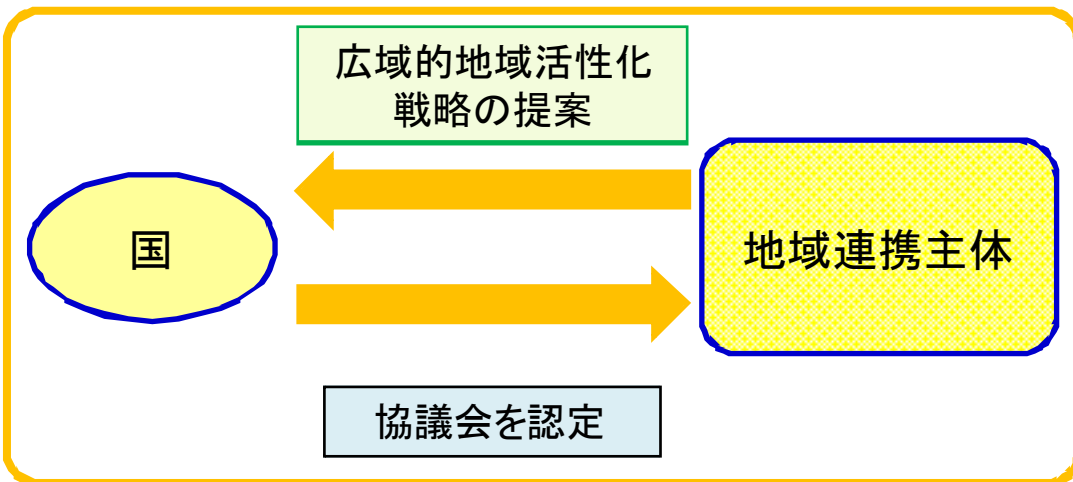 広域的地域活性化
戦略の提案
国
地域連携主体
協議会を認定